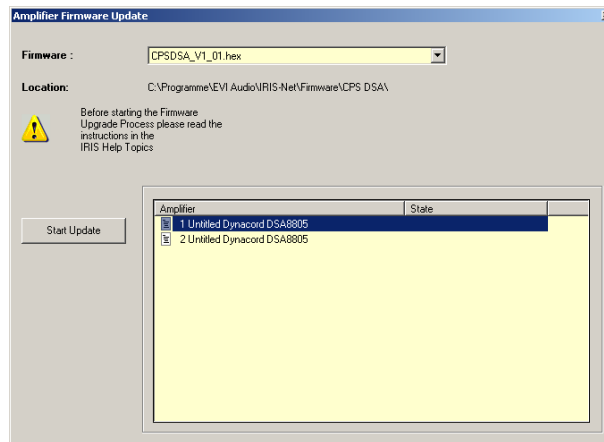 Amplifier Firmware Update
Firmware :
CPSDSA_V1_01.hex
Location:
C:\Programme\EVI Audio\IRIS-Net\Firmware\CPS DSA\
Before starting the Firmware
Upgrade Process please read the
instructions in the
IRIS Help Topics
Start Update
Amplifier State
1 Untitled Dynacord DSA8805
2 Untitled Dynacord DSA8805